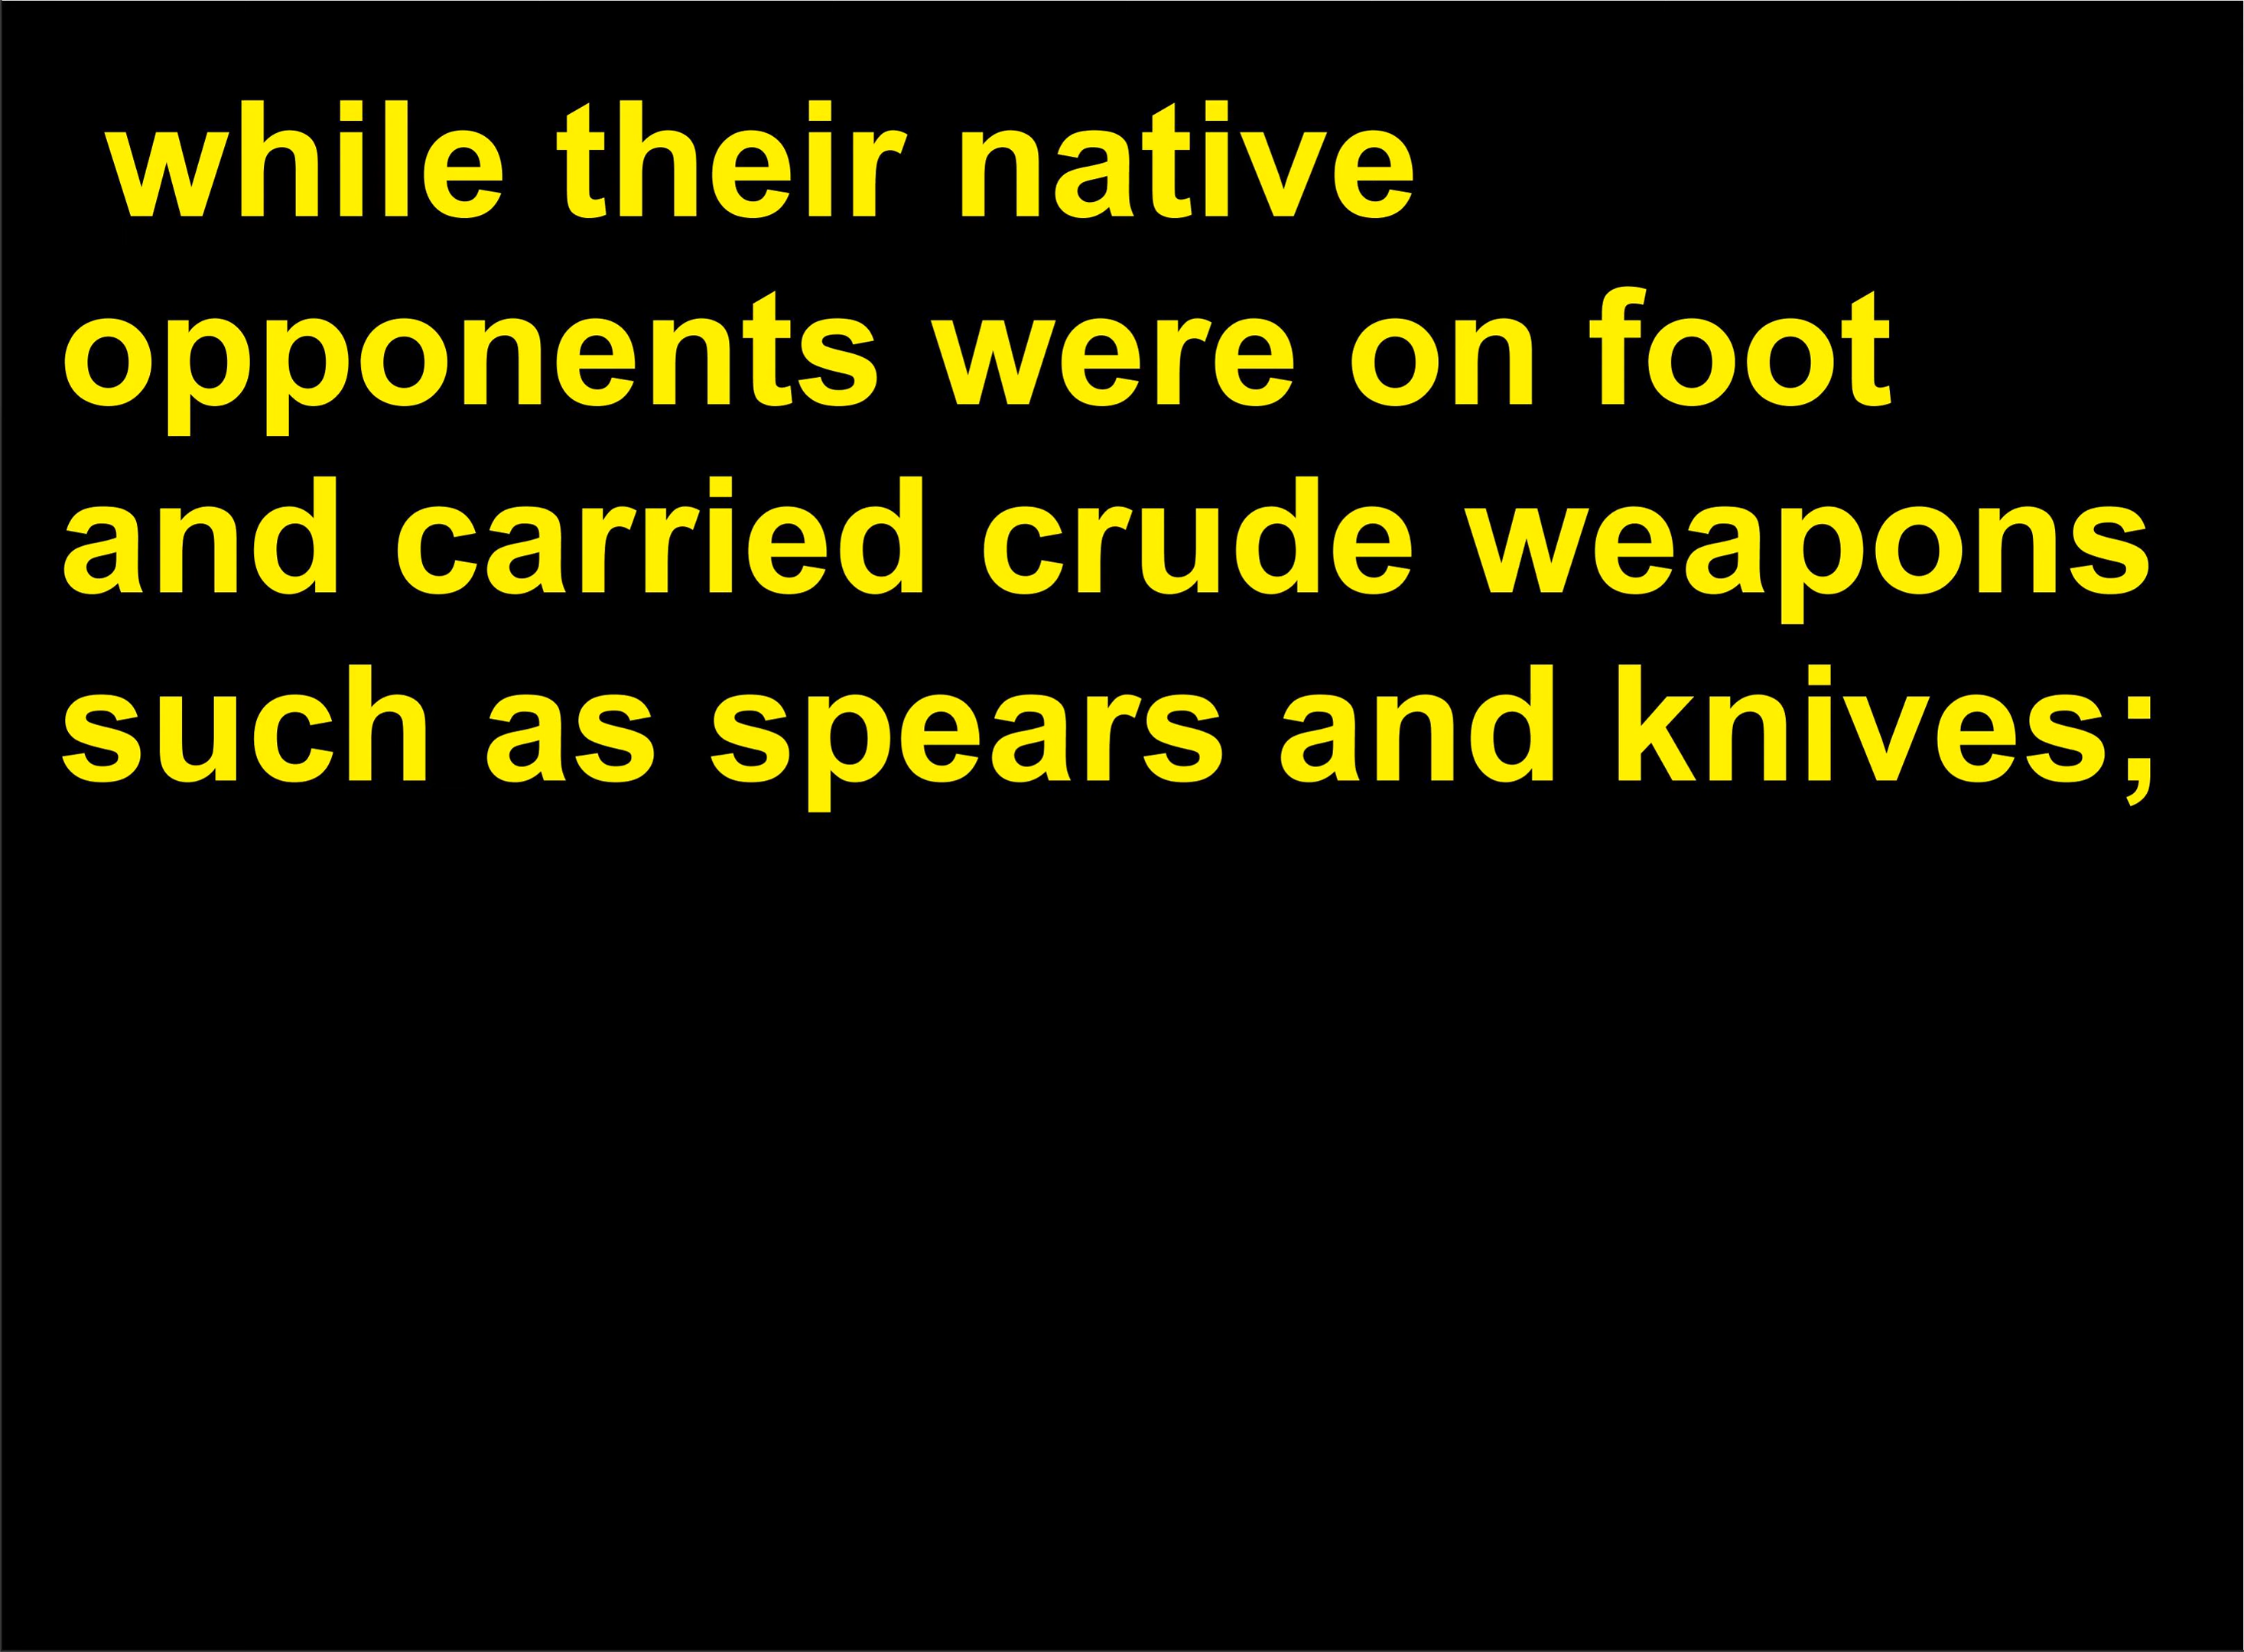 while their native
opponents were on foot
and carried crude weapons
such as spears and knives;